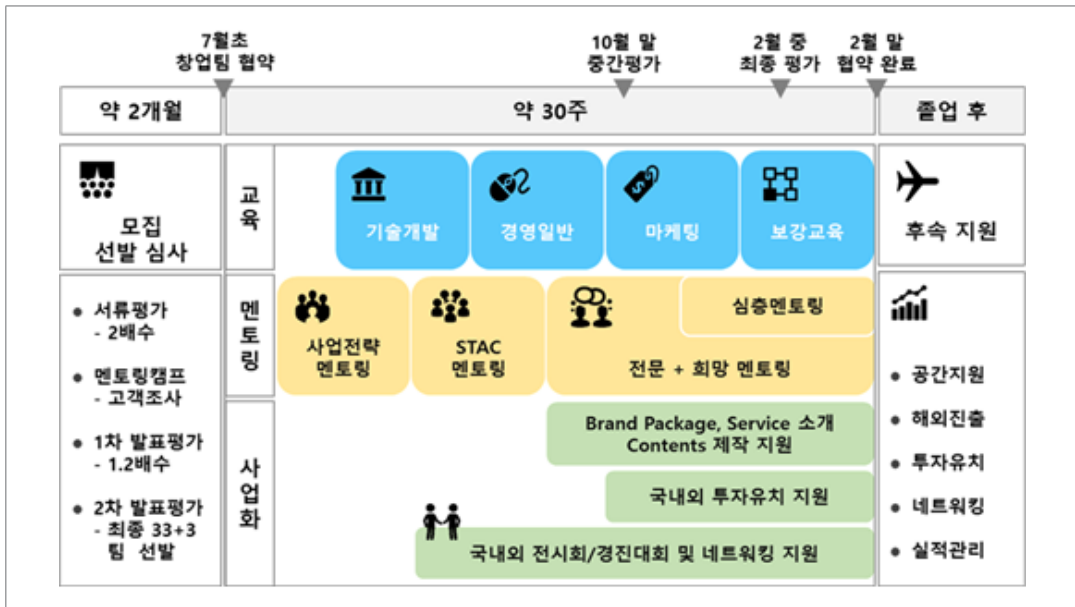 7월초
창업팀 협약
10월 말
중간평가
2월 중
최종 평가
2월 말
협약 완료
약 2개월
약 30주
졸업 후
모집
선발 심사
교
육
기술개발
경영일반
마케팅
보강교육
후속 지원
● 서류평가
- 2배수
● 멘토링캠프
- 고객조사
● 1차 발표평가
- 1.2배수
● 2차 발표평가
- 최종 33+3
팀 선발
멘
토
링
사업전략
멘토링
STAC
멘토링
심층멘토링
전문 + 희망 멘토링
사
업
화
Brand Package, Service 소개
Contents 제작 지원
국내외 투자유치 지원
국내외 전시회/경진대회 및 네트워킹 지원
● 공간지원
● 해외진출
● 투자유치
● 네트워킹
● 실적관리